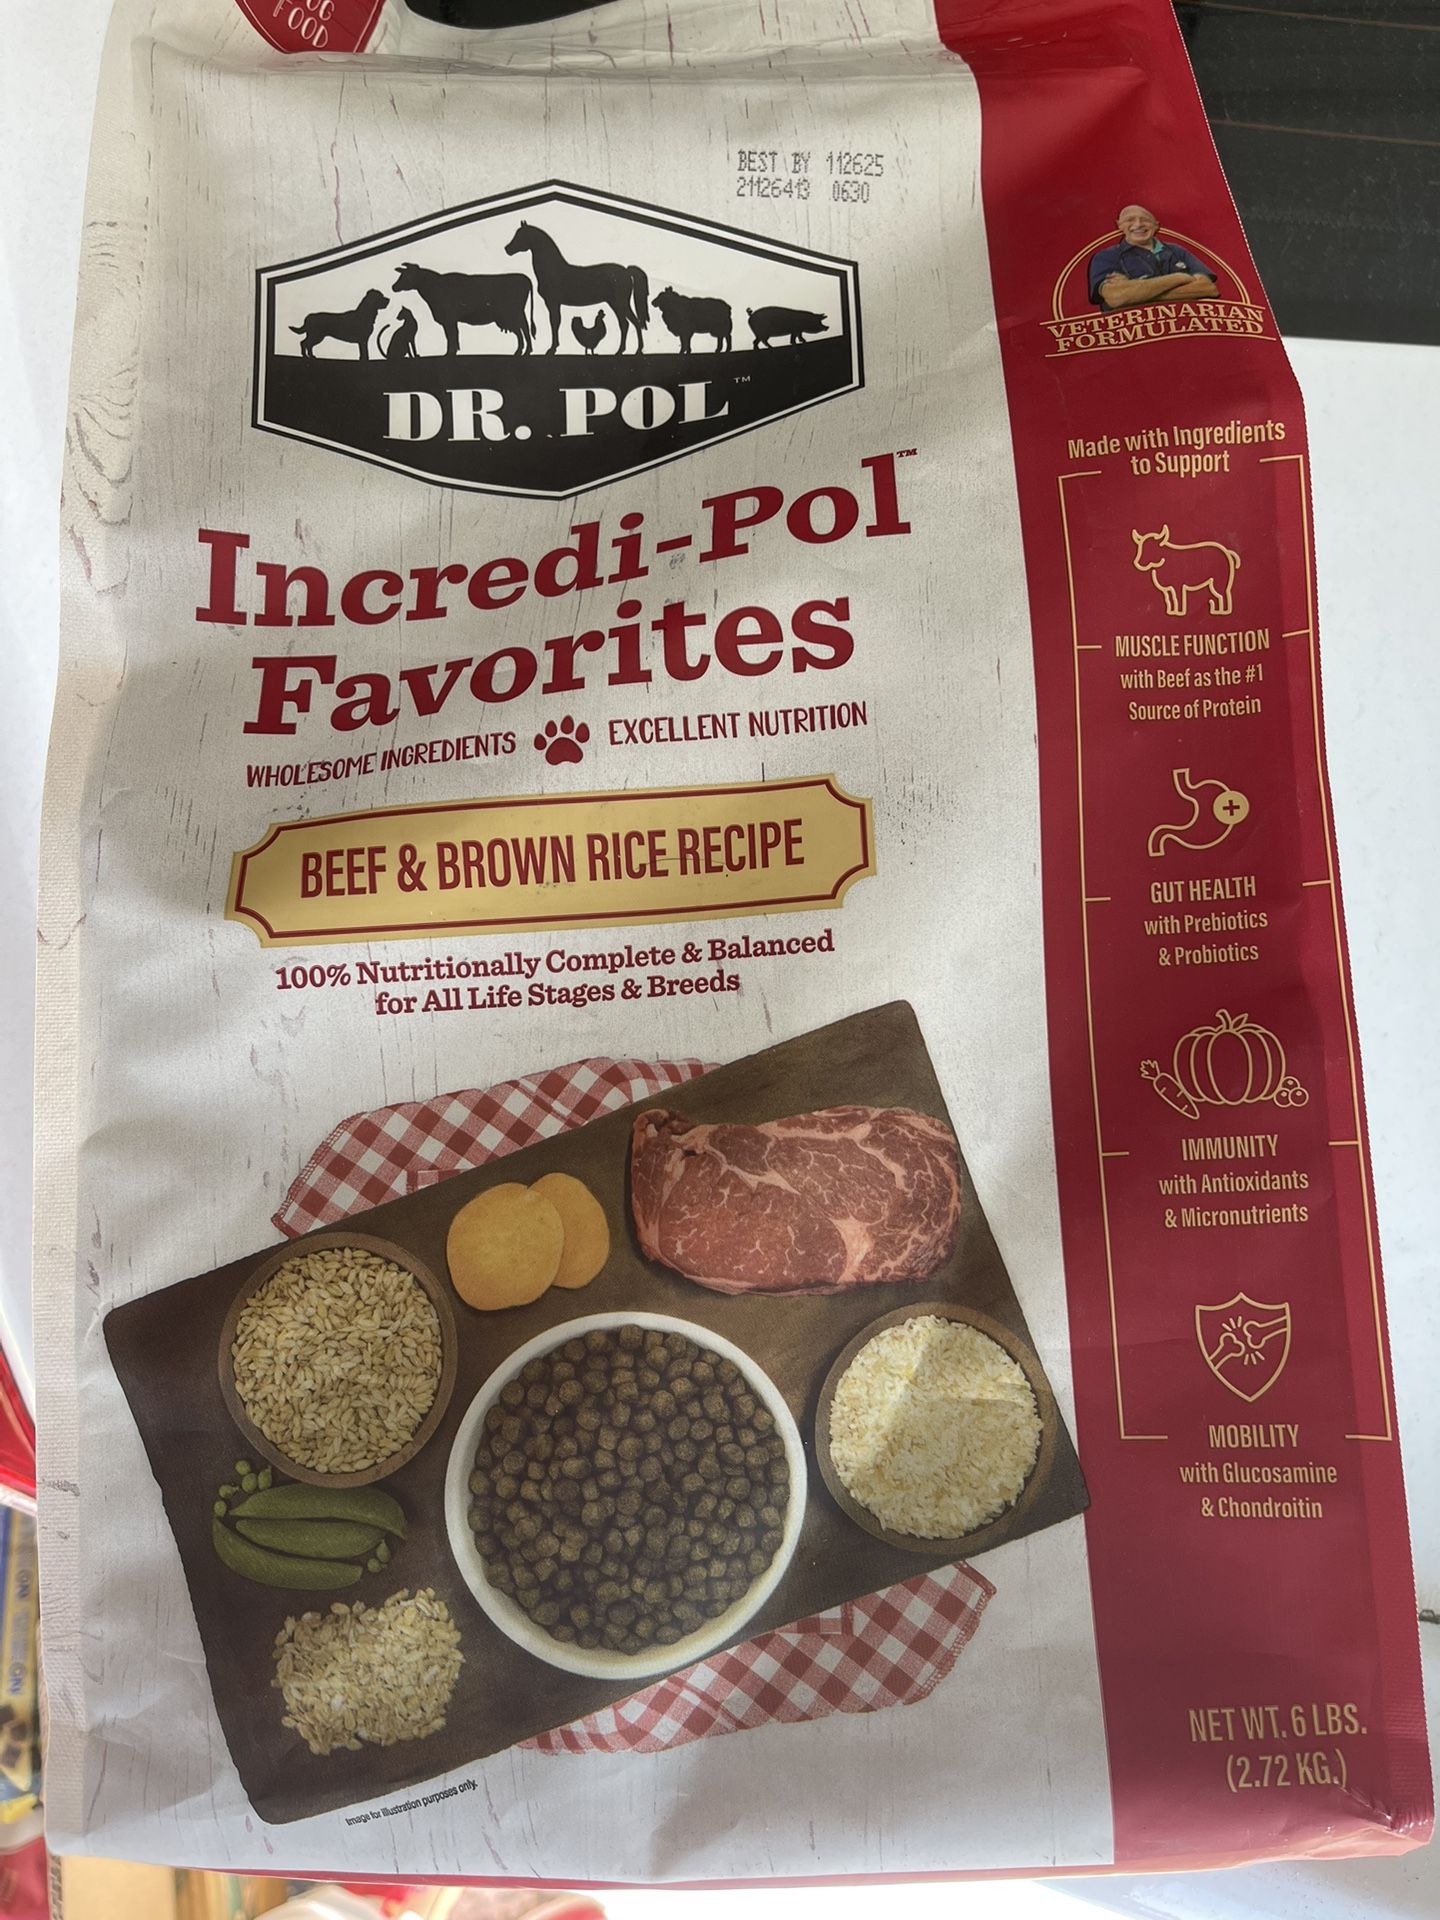 FOOD
BEST BY 112625
21126413 0630
DR. POL™
Incredi-Pol™
Favorites
WHOLESOME INGREDIENTS EXCELLENT NUTRITION
BEEF & BROWN RICE RECIPE
100% Nutritionally Complete & Balanced
for All Life Stages & Breeds
Image for illustration purposes only.
VETERINARIAN
FORMULATED
Made with Ingredients
to Support
MUSCLE FUNCTION
with Beef as the #1
Source of Protein
GUT HEALTH
with Prebiotics
& Probiotics
IMMUNITY
with Antioxidants
& Micronutrients
MOBILITY
with Glucosamine
& Chondroitin
NET WT. 6 LBS.
(2.72 KG.)